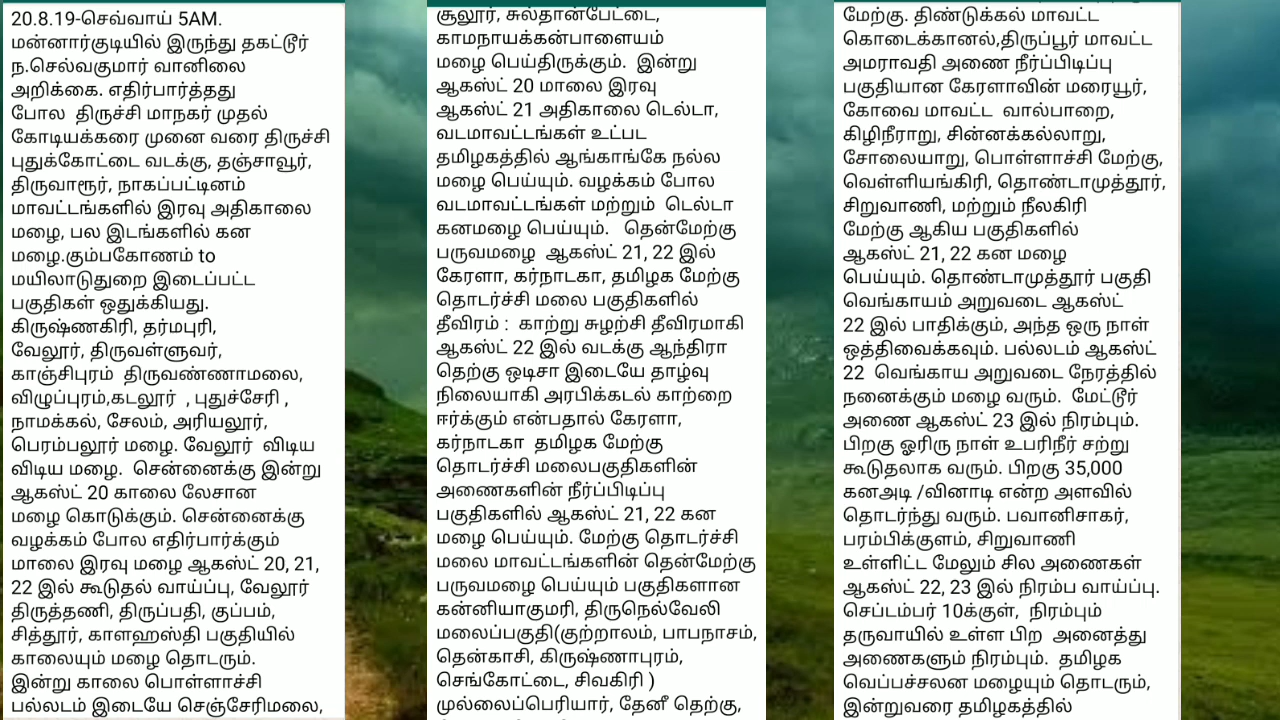 20.8.19-செவ்வாய் 5AM.
மன்னார்குடியில் இருந்து தகட்டூர்
ந.செல்வகுமார் வானிலை
அறிக்கை. எதிர்பார்த்தது
போல  திருச்சி மாநகர் முதல்
கோடியக்கரை முனை வரை திருச்சி
புதுக்கோட்டை வடக்கு, தஞ்சாவூர்,
திருவாரூர், நாகப்பட்டினம்
மாவட்டங்களில் இரவு அதிகாலை
மழை, பல இடங்களில் கன
மழை.கும்பகோணம் to
மயிலாடுதுறை இடைப்பட்ட
பகுதிகள் ஒதுக்கியது.
கிருஷ்ணகிரி, தர்மபுரி,
வேலூர், திருவள்ளுவர்,
காஞ்சிபுரம்  திருவண்ணாமலை,
விழுப்புரம்,கடலூர்  , புதுச்சேரி ,
நாமக்கல், சேலம், அரியலூர்,
பெரம்பலூர் மழை. வேலூர்  விடிய
விடிய மழை.  சென்னைக்கு இன்று
ஆகஸ்ட் 20 காலை லேசான
மழை கொடுக்கும். சென்னைக்கு
வழக்கம் போல எதிர்பார்க்கும்
மாலை இரவு மழை ஆகஸ்ட் 20, 21,
22 இல் கூடுதல் வாய்ப்பு, வேலூர்
திருத்தணி, திருப்பதி, குப்பம்,
சித்தூர், காளஹஸ்தி பகுதியில்
காலையும் மழை தொடரும்.
இன்று காலை பொள்ளாச்சி
பல்லடம் இடையே செஞ்சேரிமலை,
சூலூர், சுல்தான்பேட்டை,
காமநாயக்கன்பாளையம்
மழை பெய்திருக்கும்.  இன்று
ஆகஸ்ட் 20 மாலை இரவு
ஆகஸ்ட் 21 அதிகாலை டெல்டா,
வடமாவட்டங்கள் உட்பட
தமிழகத்தில் ஆங்காங்கே நல்ல
மழை பெய்யும். வழக்கம் போல
வடமாவட்டங்கள் மற்றும்  டெல்டா
கனமழை பெய்யும்.   தென்மேற்கு
பருவமழை  ஆகஸ்ட் 21, 22 இல்
கேரளா, கர்நாடகா, தமிழக மேற்கு
தொடர்ச்சி மலை பகுதிகளில்
தீவிரம் :  காற்று சுழற்சி தீவிரமாகி
ஆகஸ்ட் 22 இல் வடக்கு ஆந்திரா
தெற்கு ஒடிசா இடையே தாழ்வு
நிலையாகி அரபிக்கடல் காற்றை
ஈர்க்கும் என்பதால் கேரளா,
கர்நாடகா  தமிழக மேற்கு
தொடர்ச்சி மலைபகுதிகளின்
அணைகளின் நீர்ப்பிடிப்பு
பகுதிகளில் ஆகஸ்ட் 21, 22 கன
மழை பெய்யும். மேற்கு தொடர்ச்சி
மலை மாவட்டங்களின் தென்மேற்கு
பருவமழை பெய்யும் பகுதிகளான
கன்னியாகுமரி, திருநெல்வேலி
மலைப்பகுதி(குற்றாலம், பாபநாசம்,
தென்காசி, கிருஷ்ணாபுரம்,
செங்கோட்டை, சிவகிரி )
முல்லைப்பெரியார், தேனீ தெற்கு,
மேற்கு. திண்டுக்கல் மாவட்ட
கொடைக்கானல்,திருப்பூர் மாவட்ட
அமராவதி அணை நீர்ப்பிடிப்பு
பகுதியான கேரளாவின் மரையூர்,
கோவை மாவட்ட  வால்பாறை,
கிழிநீராறு, சின்னக்கல்லாறு,
சோலையாறு, பொள்ளாச்சி மேற்கு,
வெள்ளியங்கிரி, தொண்டாமுத்தூர்,
சிறுவாணி, மற்றும் நீலகிரி
மேற்கு ஆகிய பகுதிகளில்
ஆகஸ்ட் 21, 22 கன மழை
பெய்யும். தொண்டாமுத்தூர் பகுதி
வெங்காயம் அறுவடை ஆகஸ்ட்
22 இல் பாதிக்கும், அந்த ஒரு நாள்
ஒத்திவைக்கவும். பல்லடம் ஆகஸ்ட்
22  வெங்காய அறுவடை நேரத்தில்
நனைக்கும் மழை வரும்.  மேட்டூர்
அணை ஆகஸ்ட் 23 இல் நிரம்பும்.
பிறகு ஓரிரு நாள் உபரிநீர் சற்று
கூடுதலாக வரும். பிறகு 35,000
கனஅடி /வினாடி என்ற அளவில்
தொடர்ந்து வரும். பவானிசாகர்,
பரம்பிக்குளம், சிறுவாணி
உள்ளிட்ட மேலும் சில அணைகள்
ஆகஸ்ட் 22, 23 இல் நிரம்ப வாய்ப்பு.
செப்டம்பர் 10க்குள்,  நிரம்பும்
தருவாயில் உள்ள பிற  அனைத்து
அணைகளும் நிரம்பும்.  தமிழக
வெப்பச்சலன மழையும் தொடரும்,
இன்றுவரை தமிழகத்தில்